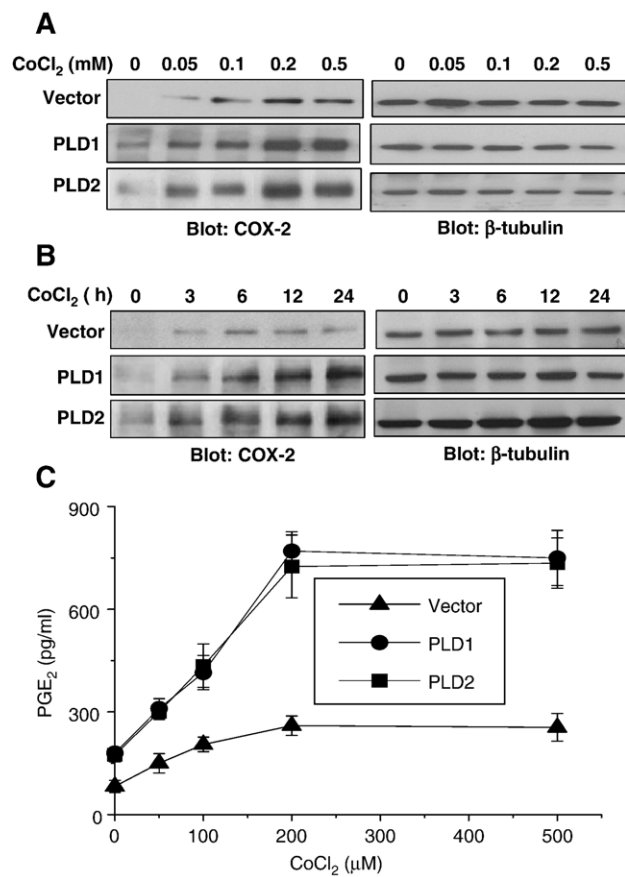 A
CoCl2 (mM) 0 0.05 0.1 0.2 0.5 0 0.05 0.1 0.2 0.5
Vector
PLD1
PLD2
Blot: COX-2 Blot: β-tubulin
B
CoCl2 ( h) 0 3 6 12 24 0 3 6 12 24
Vector
PLD1
PLD2
Blot: COX-2 Blot: β-tubulin
C
900
600
300
0
PGE2 (pg/ml)
Vector
PLD1
PLD2
0 100 200 300 400 500
CoCl2 (μM)